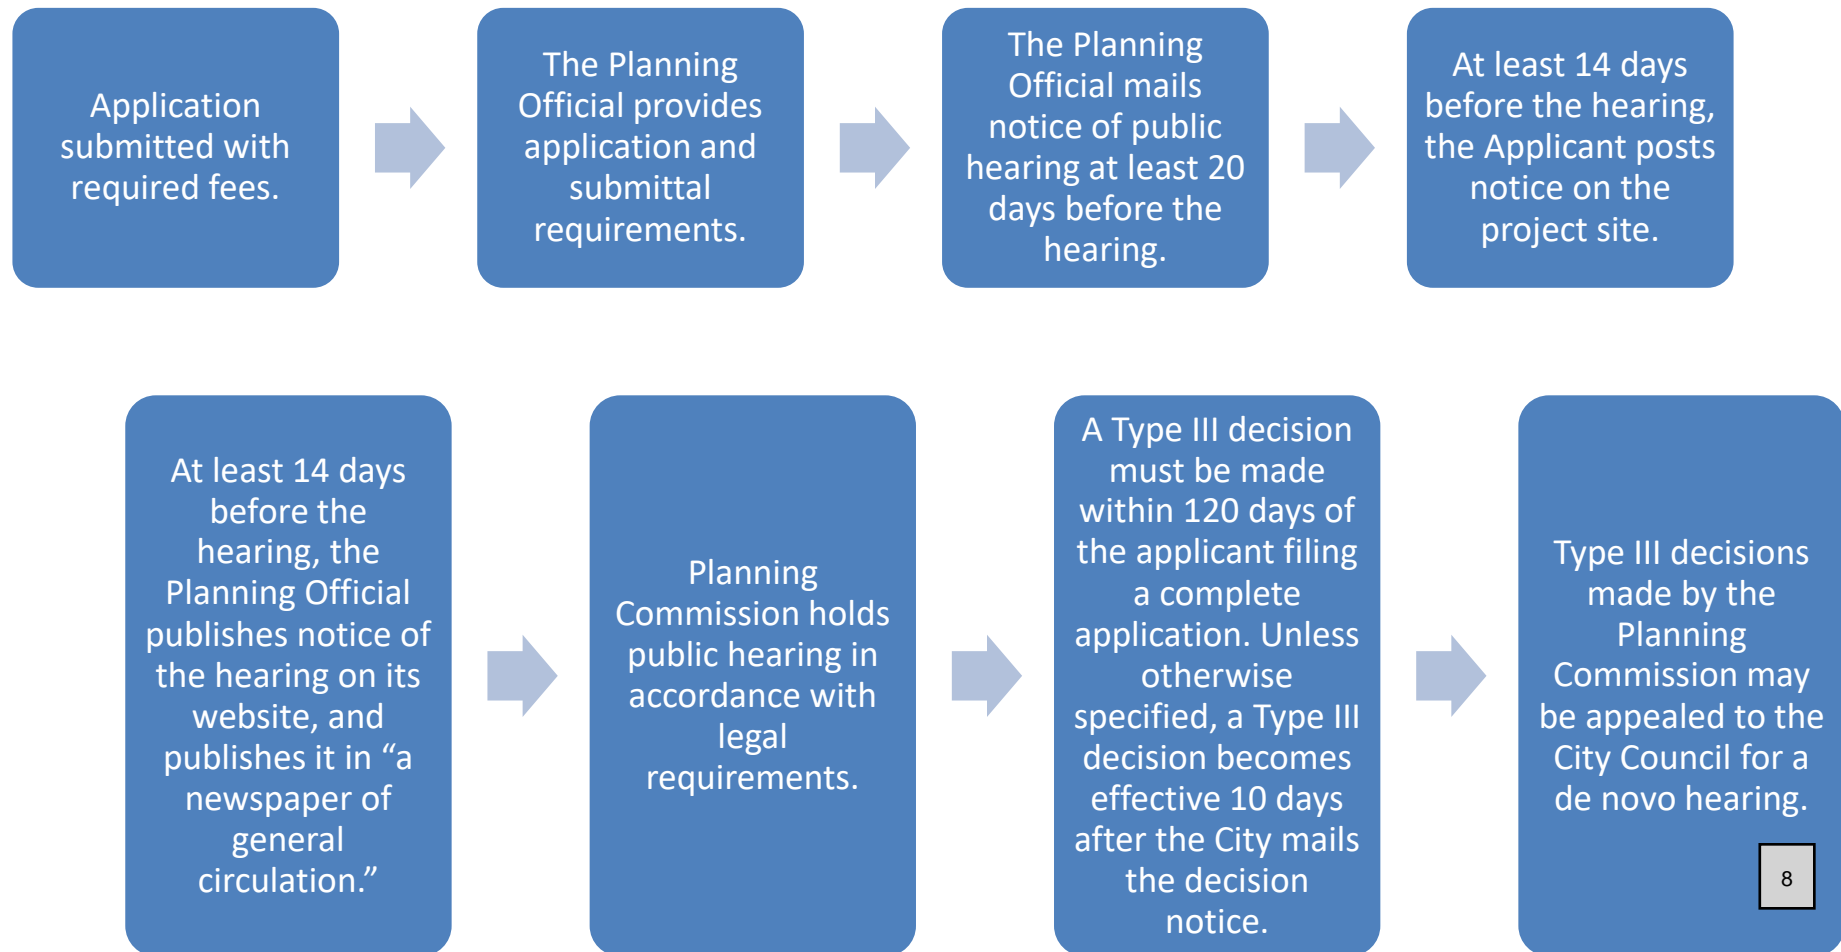 Application
submitted with
required fees.
The Planning
Official provides
application and
submittal
requirements.
The Planning
Official mails
notice of public
hearing at least 20
days before the
hearing.
At least 14 days
before the hearing,
the Applicant posts
notice on the
project site.
At least 14 days
before the
hearing, the
Planning Official
publishes notice of
the hearing on its
website, and
publishes it in “a
newspaper of
general
circulation.”
Planning
Commission holds
public hearing in
accordance with
legal
requirements.
A Type III decision
must be made
within 120 days of
the applicant filing
a complete
application. Unless
otherwise
specified, a Type III
decision becomes
effective 10 days
after the City mails
the decision
notice.
Type III decisions
made by the
Planning
Commission may
be appealed to the
City Council for a
de novo hearing.
8